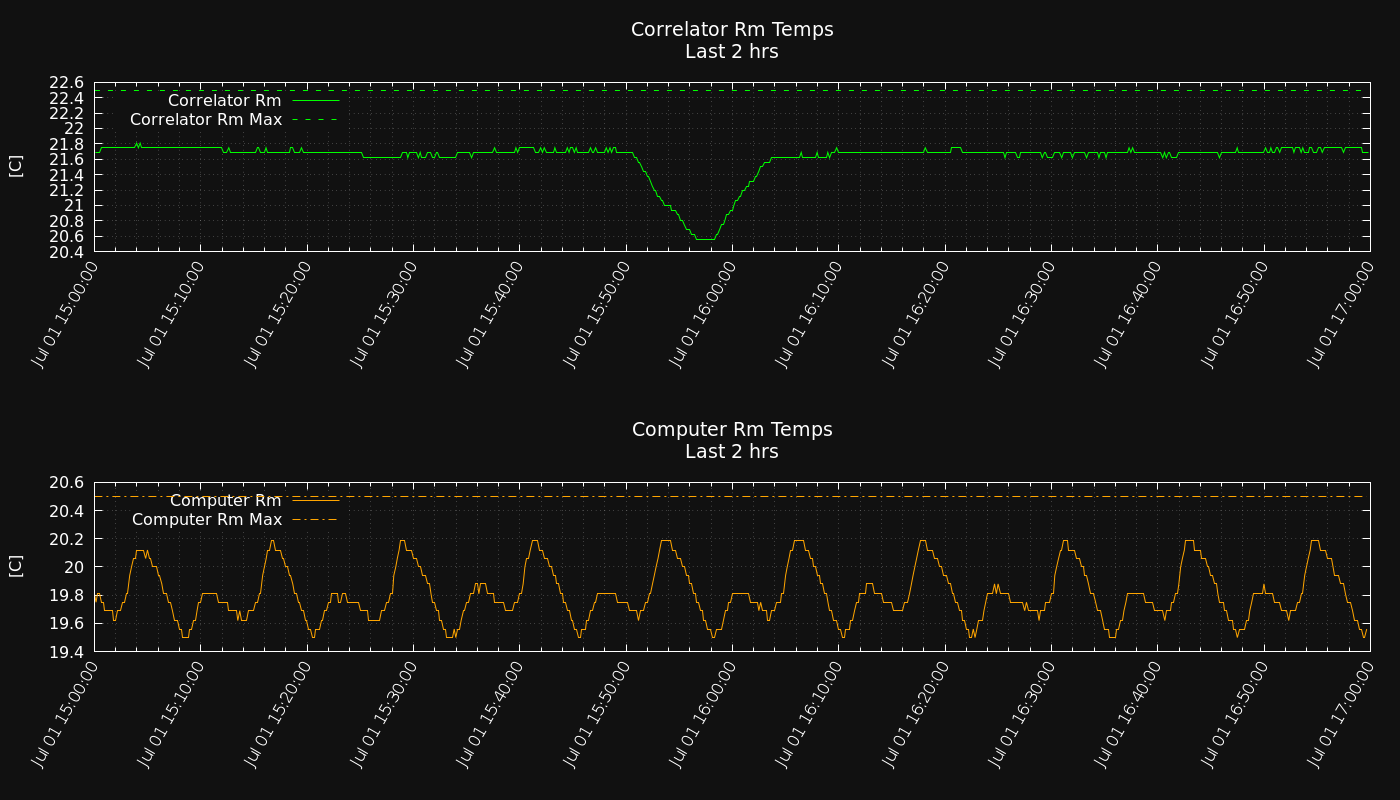 Correlator Rm Temps
Last 2 hrs
22.6
22.4
22.2
22
21.8
21.6
21.4
21.2
21
20.8
20.6
20.4
[C]
Correlator Rm
Correlator Rm Max
Jul 01 15:00:00
Jul 01 15:10:00
Jul 01 15:20:00
Jul 01 15:30:00
Jul 01 15:40:00
Jul 01 15:50:00
Jul 01 16:00:00
Jul 01 16:10:00
Jul 01 16:20:00
Jul 01 16:30:00
Jul 01 16:40:00
Jul 01 16:50:00
Jul 01 17:00:00
Computer Rm Temps
Last 2 hrs
20.6
20.4
20.2
20
19.8
19.6
19.4
[C]
Computer Rm
Computer Rm Max
Jul 01 15:00:00
Jul 01 15:10:00
Jul 01 15:20:00
Jul 01 15:30:00
Jul 01 15:40:00
Jul 01 15:50:00
Jul 01 16:00:00
Jul 01 16:10:00
Jul 01 16:20:00
Jul 01 16:30:00
Jul 01 16:40:00
Jul 01 16:50:00
Jul 01 17:00:00